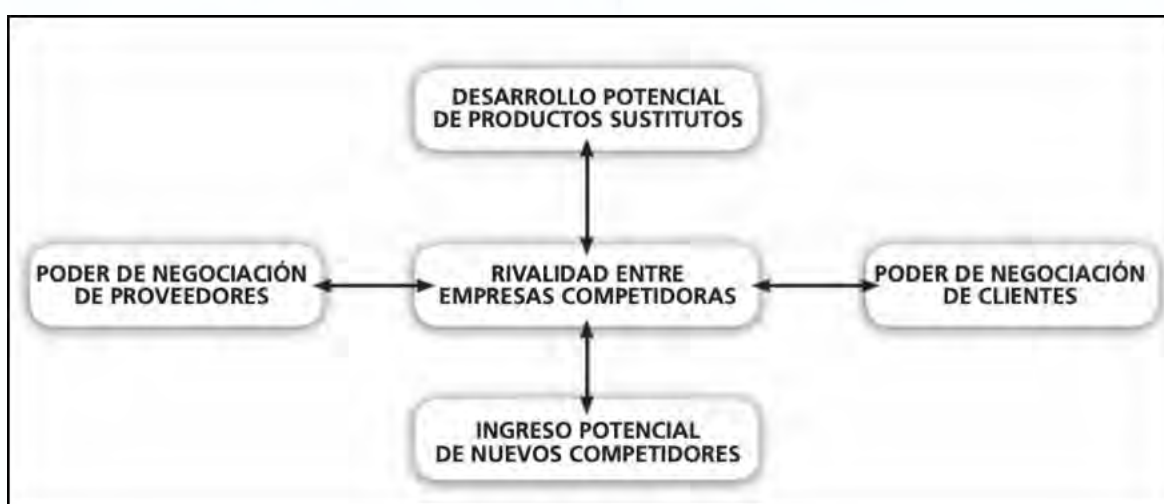 DESARROLLO POTENCIAL
DE PRODUCTOS SUSTITUTOS
PODER DE NEGOCIACIÓN
DE PROVEEDORES
RIVALIDAD ENTRE
EMPRESAS COMPETIDORAS
PODER DE NEGOCIACIÓN
DE CLIENTES
INGRESO POTENCIAL
DE NUEVOS COMPETIDORES